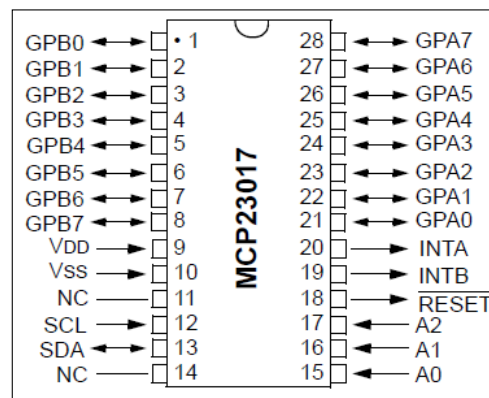 GPB0 • 1 28 GPA7
GPB1 2 27 GPA6
GPB2 3 26 GPA5
GPB3 4 25 GPA4
GPB4 5 24 GPA3
GPB5 6 23 GPA2
GPB6 7 22 GPA1
GPB7 8 21 GPA0
VDD 9 20 INTA
VSS 10 19 INTB
NC 11 18 RESET
SCL 12 17 A2
SDA 13 16 A1
NC 14 15 A0
MCP23017